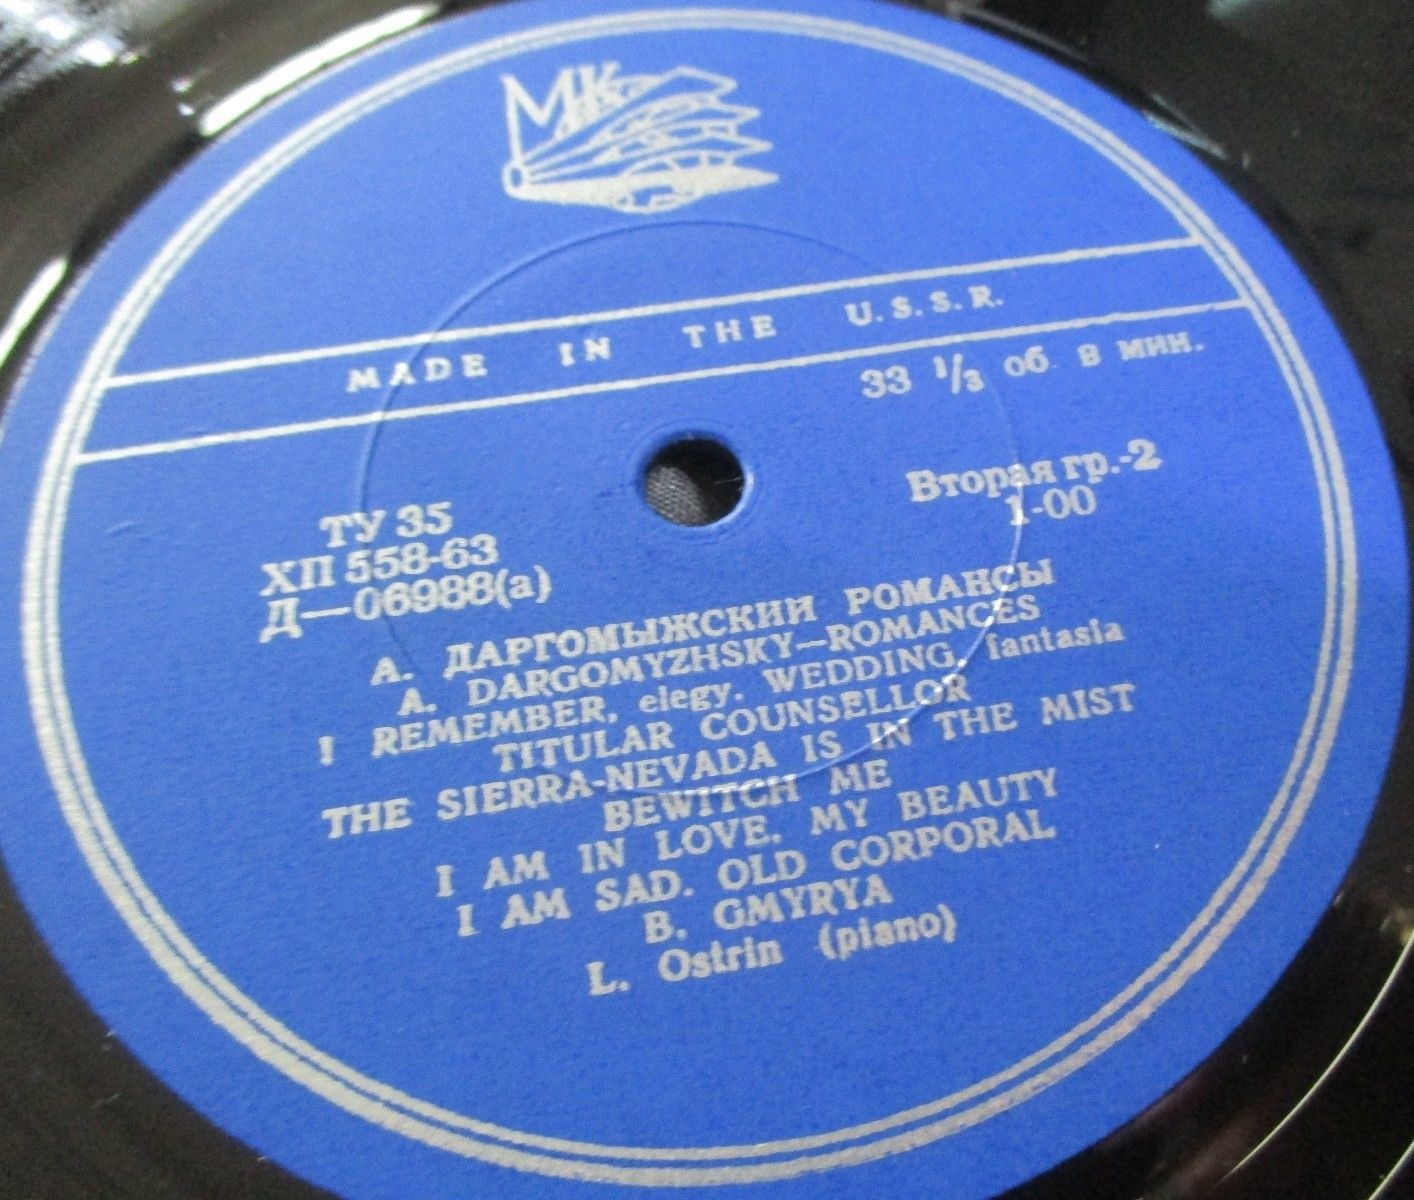 МК
MADE IN THE U.S.S.R.
33 1/3 об. в мин.
Вторая гр.-2
1-00
ТУ 35
ХП 558-63
Д—06988(а)
А. ДАРГОМЫЖСКИЙ РОМАНСЫ
A. DARGOMYZHSKY—ROMANCES
I REMEMBER, elegy. WEDDING, fantasia
TITULAR COUNSELLOR
THE SIERRA-NEVADA IS IN THE MIST
BEWITCH ME
I AM IN LOVE, MY BEAUTY
I AM SAD. OLD CORPORAL
B. GMYRYA
L. Ostrin (piano)